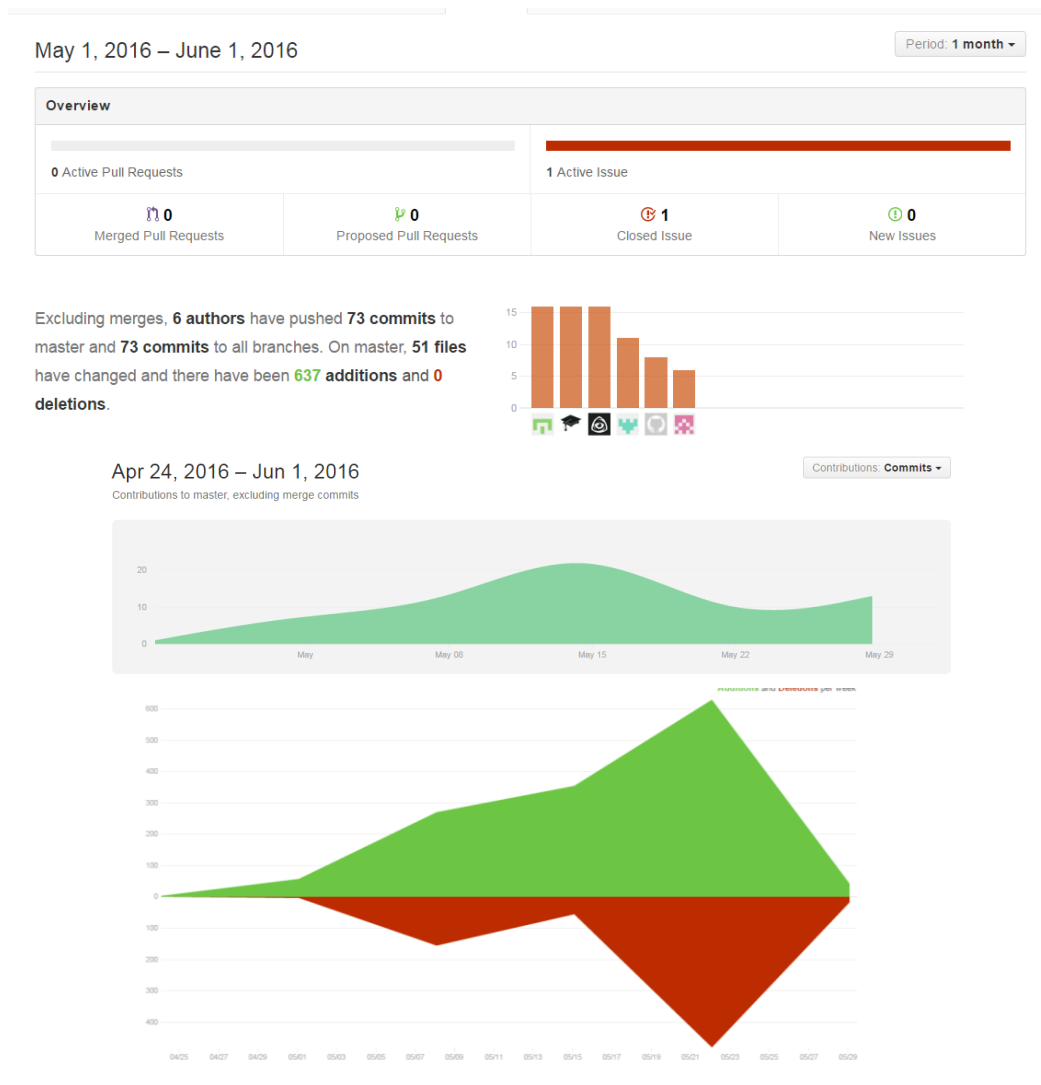 May 1, 2016 – June 1, 2016
Period: 1 month
Overview
0 Active Pull Requests
1 Active Issue
0
Merged Pull Requests
0
Proposed Pull Requests
1
Closed Issue
0
New Issues
Excluding merges, 6 authors have pushed 73 commits to
master and 73 commits to all branches. On master, 51 files
have changed and there have been 637 additions and 0
deletions.
15
10
5
0
Apr 24, 2016 – Jun 1, 2016
Contributions: Commits
Contributions to master, excluding merge commits
20
10
0
May
May 08
May 15
May 22
May 29
Additions and Deletions per week
600
500
400
300
200
100
0
100
200
300
400
04/25 04/27 04/29 05/01 05/03 05/05 05/07 05/09 05/11 05/13 05/15 05/17 05/19 05/21 05/23 05/25 05/27 05/29